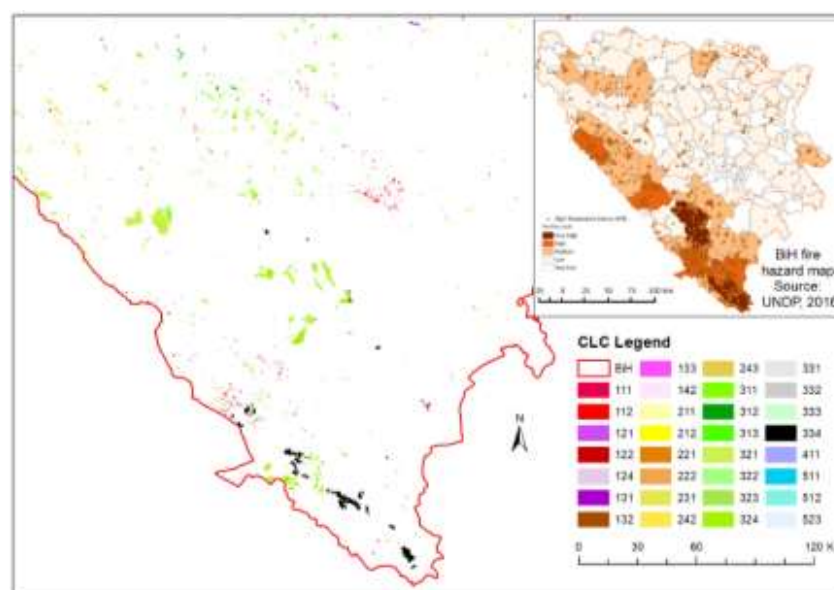 BiH fire
hazard map
Source:
UNDP, 2016
CLC Legend
BiH 133 243 331
111 142 311 332
112 211 312 333
121 212 313 334
122 221 321 411
124 222 322 511
131 231 323 512
132 242 324 523
N
0 30 60 120 K